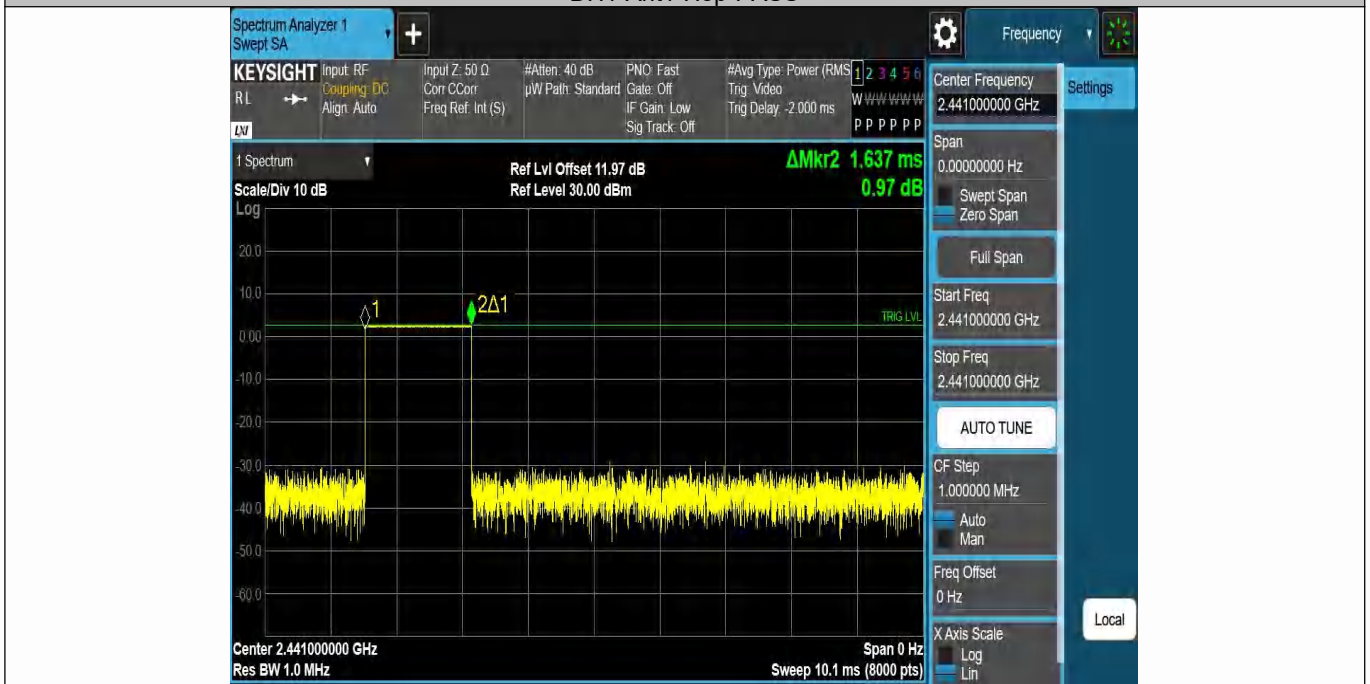 Spectrum Analyzer 1
Swept SA
+
Frequency
KEYSIGHT
RL
LXI
Input: RF
Coupling: DC
Align: Auto
Input Z: 50 Ω
Corr CCorr
Freq Ref: Int (S)
#Atten: 40 dB
µW Path: Standard
PNO: Fast
Gate: Off
IF Gain: Low
Sig Track: Off
#Avg Type: Power (RMS
Trig: Video
Trig Delay: -2.000 ms
1 2 3 4 5 6
W W W W W W
P P P P P P
Center Frequency
2.441000000 GHz
Settings
1 Spectrum
Scale/Div 10 dB
Log
Ref Lvl Offset 11.97 dB
Ref Level 30.00 dBm
ΔMkr2 1.637 ms
0.97 dB
Span
0.00000000 Hz
Swept Span
Zero Span
Full Span
Start Freq
2.441000000 GHz
Stop Freq
2.441000000 GHz
AUTO TUNE
CF Step
1.000000 MHz
Auto
Man
Freq Offset
0 Hz
X Axis Scale
Log
Lin
Local
20.0
10.0
0.00
-10.0
-20.0
-30.0
-40.0
-50.0
-60.0
1
2Δ1
TRIG LVL
Center 2.441000000 GHz
Res BW 1.0 MHz
Span 0 Hz
Sweep 10.1 ms (8000 pts)